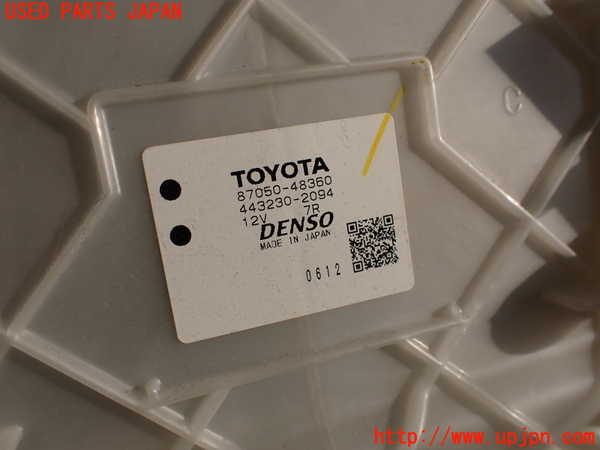 USED PARTS JAPAN
TOYOTA
87050-48360
443230-2094
12V 7R
DENSO
MADE IN JAPAN
0612
C
http://www.upjpn.com